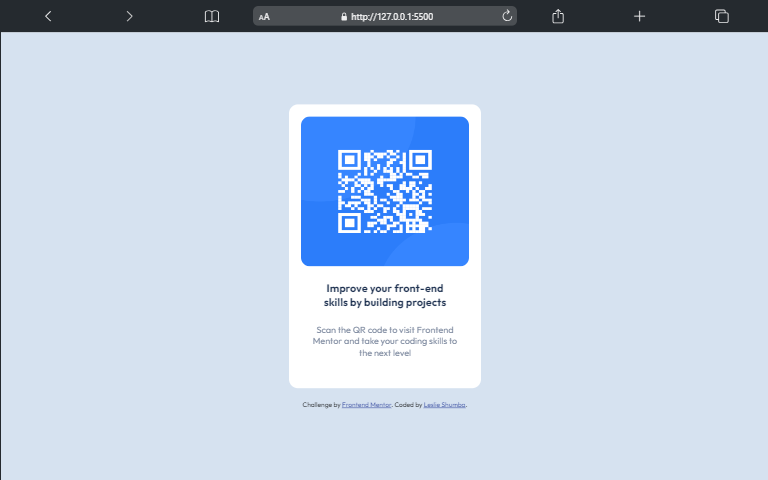 AA
http://127.0.0.1:5500
Improve your front-end
skills by building projects
Scan the QR code to visit Frontend
Mentor and take your coding skills to
the next level
Challenge by Frontend Mentor. Coded by Leslie Shumba.